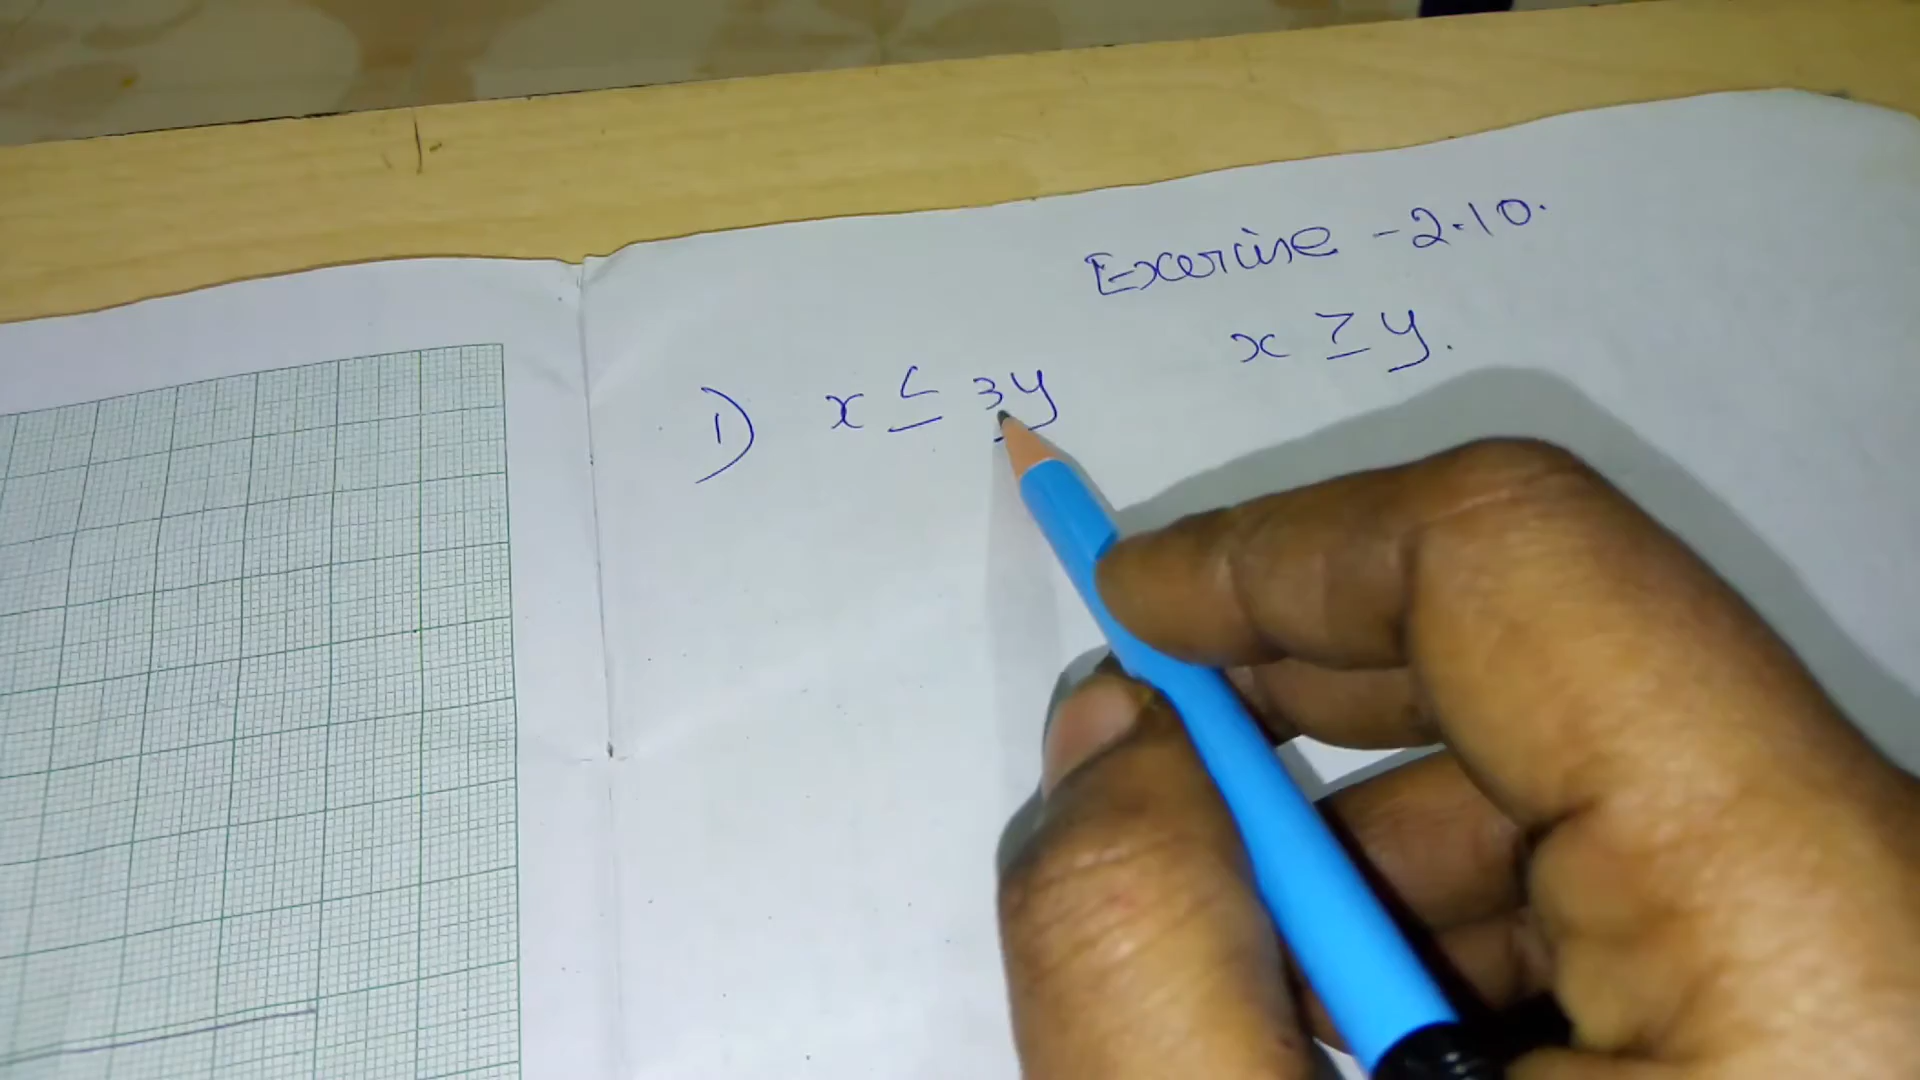 Exercise - 2.10.
1) x ≤ 3y x ≥ y.